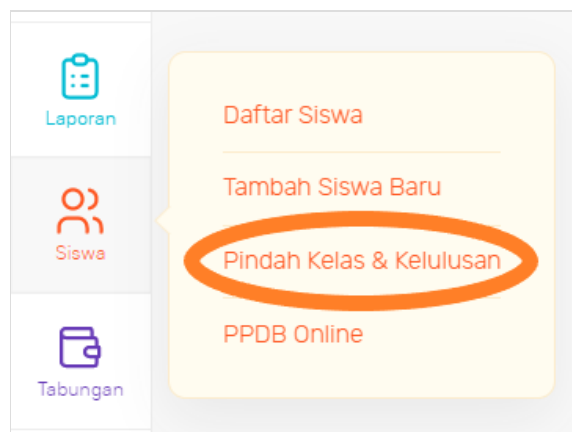 Laporan
Siswa
Tabungan
Daftar Siswa
Tambah Siswa Baru
Pindah Kelas & Kelulusan
PPDB Online